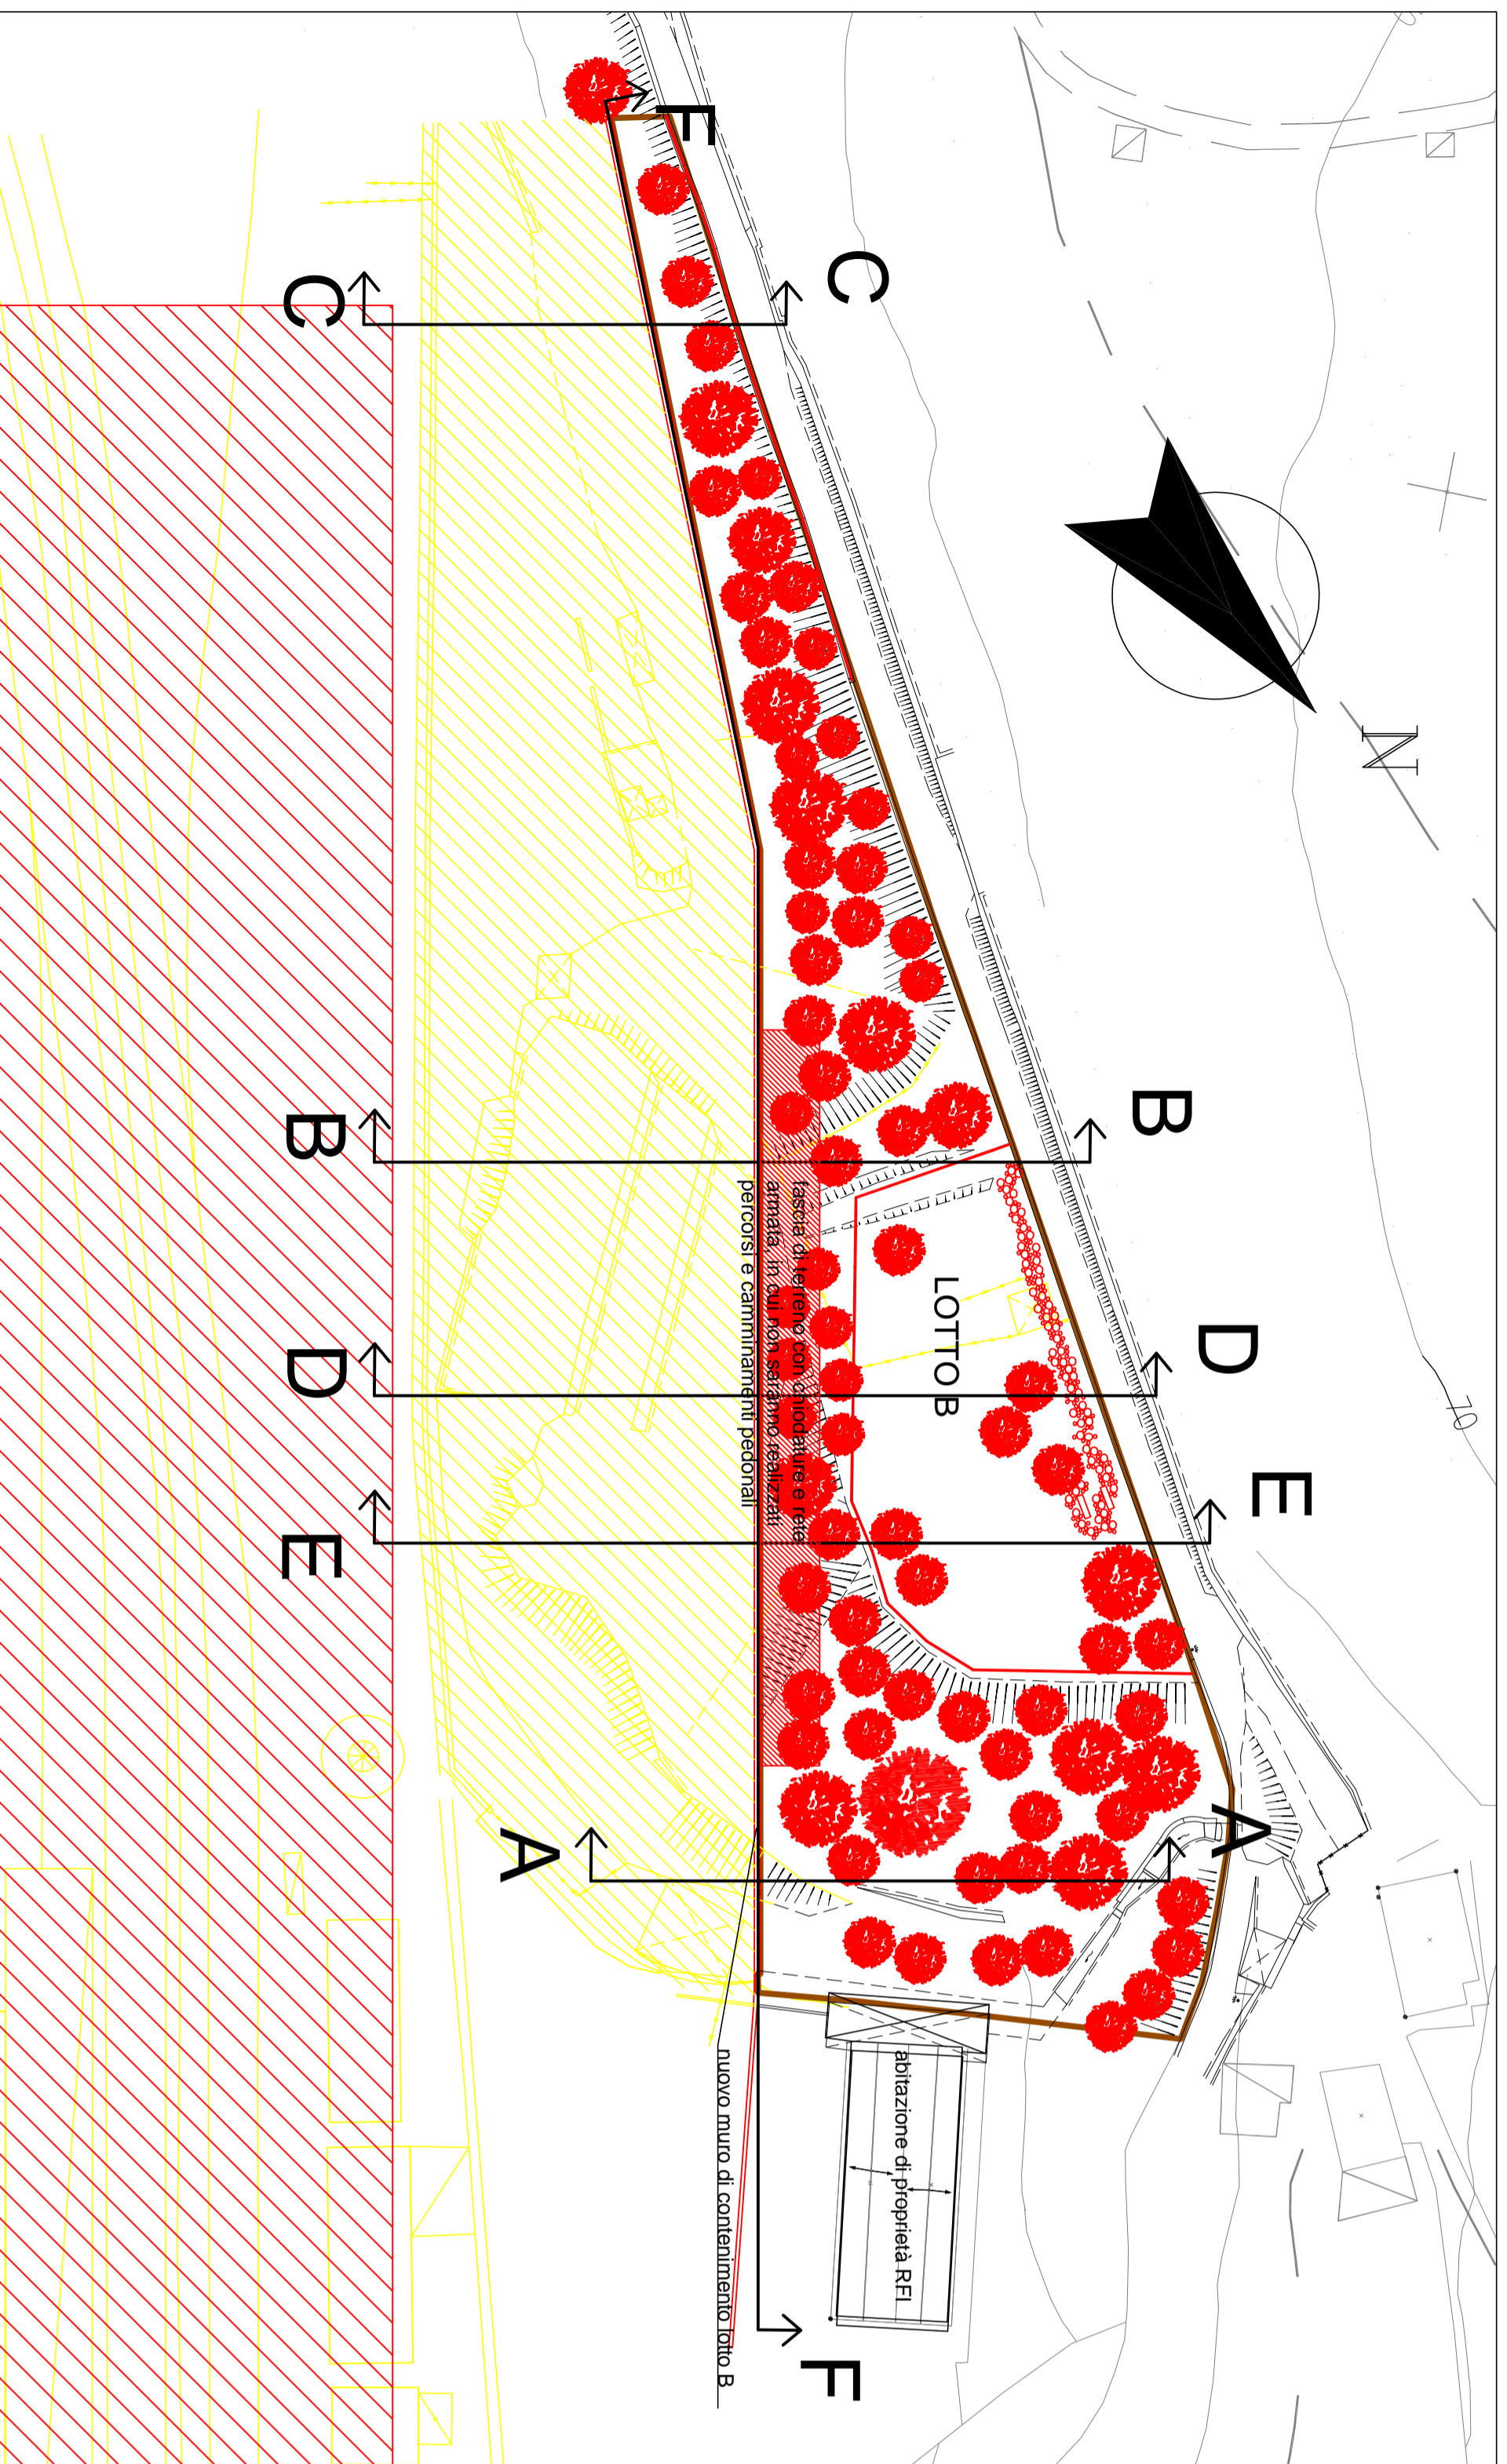 F
C
C
N
B
B
fascia di terreno con chiodature e rete
armata, in cui non saranno realizzati
percorsi e camminamenti pedonali
LOTTO B
D
D
10
E
E
A
A
abitazione di proprietà RFI
nuovo muro di contenimento lotto B
F